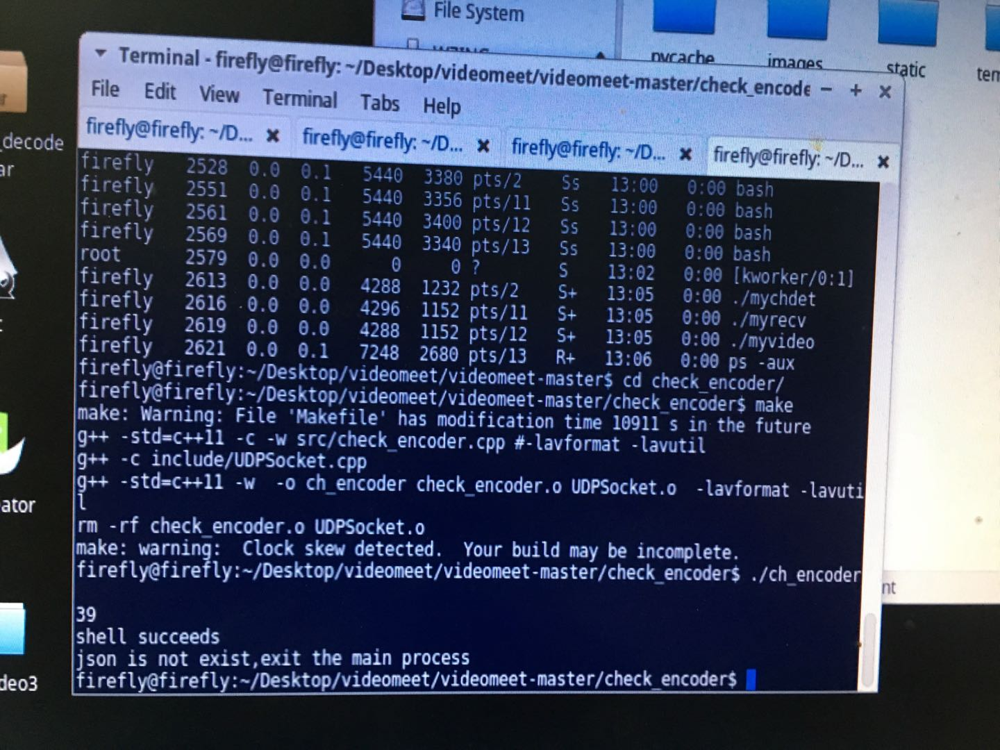 File System
pycache
images
static
Terminal - firefly@firefly: ~/Desktop/videomeet/videomeet-master/check_encode
File Edit View Terminal Tabs Help
firefly@firefly: ~/D... firefly@firefly: ~/D... firefly@firefly: ~/D... firefly@firefly: ~/D...
_decode
firefly 2528 0.0 0.1 5440 3380 pts/2 Ss 13:00 0:00 bash
firefly 2551 0.0 0.1 5440 3356 pts/11 Ss 13:00 0:00 bash
firefly 2561 0.0 0.1 5440 3400 pts/12 Ss 13:00 0:00 bash
firefly 2569 0.0 0.1 5440 3340 pts/13 Ss 13:00 0:00 bash
root 2579 0.0 0.0 0 0 ? S 13:02 0:00 [kworker/0:1]
firefly 2613 0.0 0.0 4288 1232 pts/2 S+ 13:05 0:00 ./mychdet
firefly 2616 0.0 0.0 4296 1152 pts/11 S+ 13:05 0:00 ./myrecv
firefly 2619 0.0 0.0 4288 1152 pts/12 S+ 13:05 0:00 ./myvideo
firefly 2621 0.0 0.1 7248 2680 pts/13 R+ 13:06 0:00 ps -aux
firefly@firefly:~/Desktop/videomeet/videomeet-master$ cd check_encoder/
firefly@firefly:~/Desktop/videomeet/videomeet-master/check_encoder$ make
make: Warning: File 'Makefile' has modification time 10911 s in the future
g++ -std=c++11 -c -w src/check_encoder.cpp #-lavformat -lavutil
g++ -c include/UDPSocket.cpp
g++ -std=c++11 -w  -o ch_encoder check_encoder.o UDPSocket.o  -lavformat -lavuti
l
rm -rf check_encoder.o UDPSocket.o
make: warning:  Clock skew detected.  Your build may be incomplete.
firefly@firefly:~/Desktop/videomeet/videomeet-master/check_encoder$ ./ch_encoder
39
shell succeeds
json is not exist,exit the main process
firefly@firefly:~/Desktop/videomeet/videomeet-master/check_encoder$
ator
deo3
nt